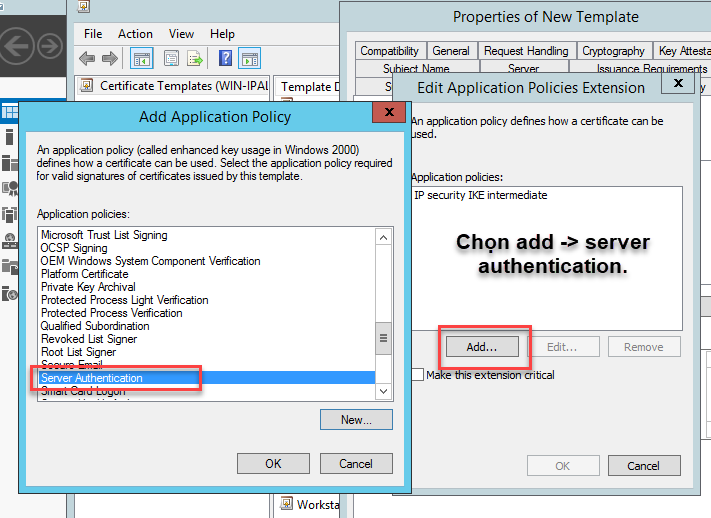 Properties of New Template
File Action View Window Help
Compatibility General Request Handling Cryptography Key Attesta
Subject Name Server Issuance Requirements
Certificate Templates (WIN-IPAL
Template D
Edit Application Policies Extension
x
An application policy defines how a certificate can be
used.
Application policies:
IP security IKE intermediate
Chọn add -> server
authentication.
Add... Edit... Remove
Make this extension critical
OK Cancel
Add Application Policy
x
An application policy (called enhanced key usage in Windows 2000)
defines how a certificate can be used. Select the application policy required
for valid signatures of certificates issued by this template.
Application policies:
Microsoft Trust List Signing
OCSP Signing
OEM Windows System Component Verification
Platform Certificate
Private Key Archival
Protected Process Light Verification
Protected Process Verification
Qualified Subordination
Revoked List Signer
Root List Signer
Secure Email
Server Authentication
Smart Card Logon
New...
OK Cancel
Worksta